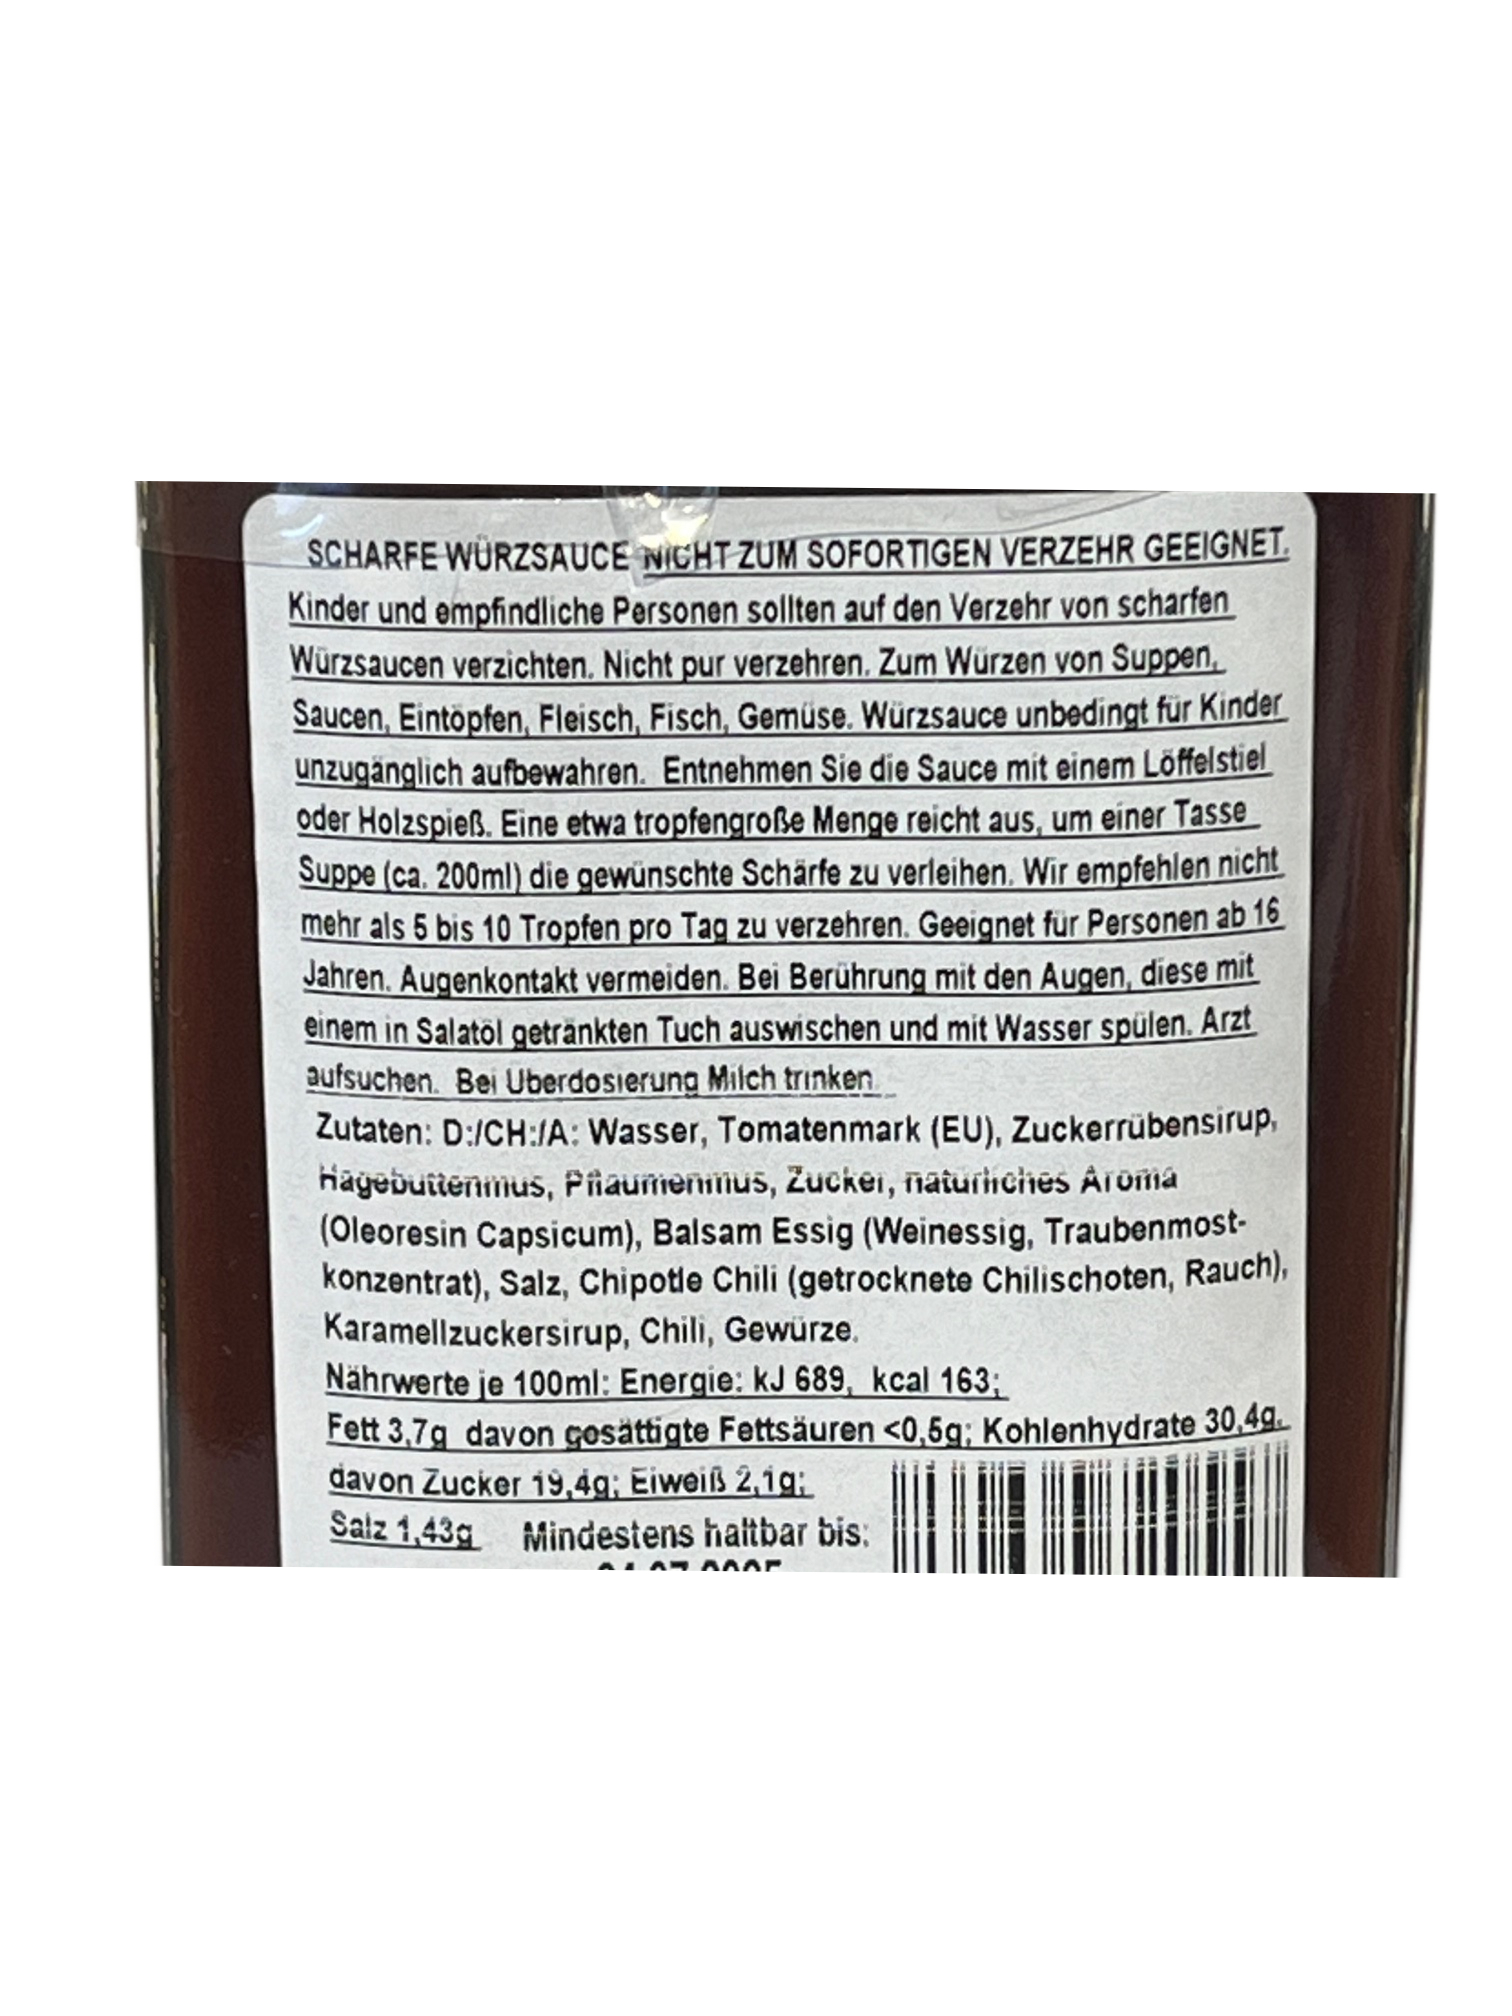 SCHARFE WÜRZSAUCE NICHT ZUM SOFORTIGEN VERZEHR GEEIGNET.
Kinder und empfindliche Personen sollten auf den Verzehr von scharfen
Würzsaucen verzichten. Nicht pur verzehren. Zum Würzen von Suppen,
Saucen, Eintöpfen, Fleisch, Fisch, Gemüse. Würzsauce unbedingt für Kinder
unzugänglich aufbewahren. Entnehmen Sie die Sauce mit einem Löffelstiel
oder Holzspieß. Eine etwa tropfengroße Menge reicht aus, um einer Tasse
Suppe (ca. 200ml) die gewünschte Schärfe zu verleihen. Wir empfehlen nicht
mehr als 5 bis 10 Tropfen pro Tag zu verzehren. Geeignet für Personen ab 16
Jahren. Augenkontakt vermeiden. Bei Berührung mit den Augen, diese mit
einem in Salatöl getränkten Tuch auswischen und mit Wasser spülen. Arzt
aufsuchen. Bei Überdosierung Milch trinken.
Zutaten: D:/CH:/A: Wasser, Tomatenmark (EU), Zuckerrübensirup,
Hagebuttenmus, Pflaumenmus, Zucker, natürliches Aroma
(Oleoresin Capsicum), Balsam Essig (Weinessig, Traubenmost-
konzentrat), Salz, Chipotle Chili (getrocknete Chilischoten, Rauch),
Karamellzuckersirup, Chili, Gewürze.
Nährwerte je 100ml: Energie: kJ 689, kcal 163;
Fett 3,7g davon gesättigte Fettsäuren <0,5g; Kohlenhydrate 30,4g,
davon Zucker 19,4g; Eiweiß 2,1g;
Salz 1,43g Mindestens haltbar bis: